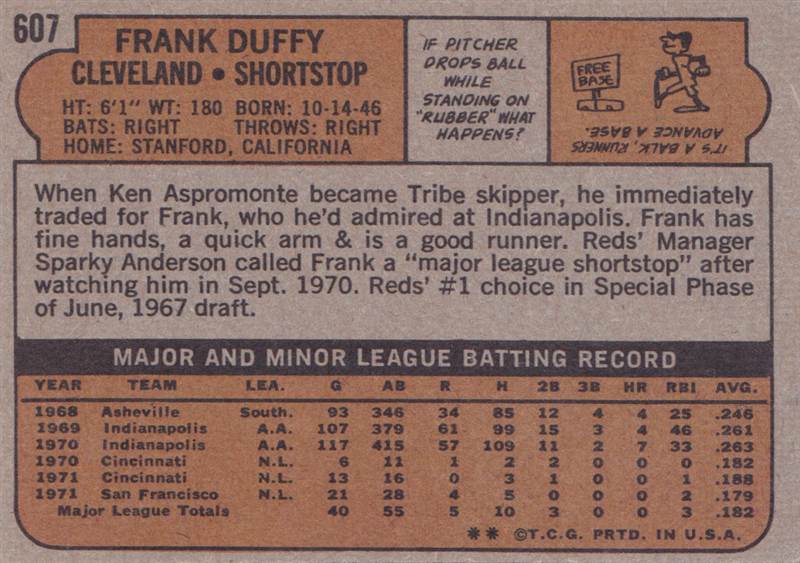 607
FRANK DUFFY
CLEVELAND • SHORTSTOP
HT: 6'1" WT: 180 BORN: 10-14-46
BATS: RIGHT THROWS: RIGHT
HOME: STANFORD, CALIFORNIA
IF PITCHER
DROPS BALL
WHILE
STANDING ON
"RUBBER" WHAT
HAPPENS?
FREE
BASE
IT'S A BALK, RUNNERS
ADVANCE A BASE.
When Ken Aspromonte became Tribe skipper, he immediately
traded for Frank, who he'd admired at Indianapolis. Frank has
fine hands, a quick arm & is a good runner. Reds' Manager
Sparky Anderson called Frank a "major league shortstop" after
watching him in Sept. 1970. Reds' #1 choice in Special Phase
of June, 1967 draft.
MAJOR AND MINOR LEAGUE BATTING RECORD
YEAR TEAM LEA. G AB R H 2B 3B HR RBI AVG.
1968 Asheville South. 93 346 34 85 12 4 4 25 .246
1969 Indianapolis A.A. 107 379 61 99 15 3 4 46 .261
1970 Indianapolis A.A. 117 415 57 109 11 2 7 33 .263
1970 Cincinnati N.L. 6 11 1 2 2 0 0 0 .182
1971 Cincinnati N.L. 13 16 0 3 1 0 0 1 .188
1971 San Francisco N.L. 21 28 4 5 0 0 0 2 .179
Major League Totals 40 55 5 10 3 0 0 3 .182
** ©T.C.G. PRTD. IN U.S.A.